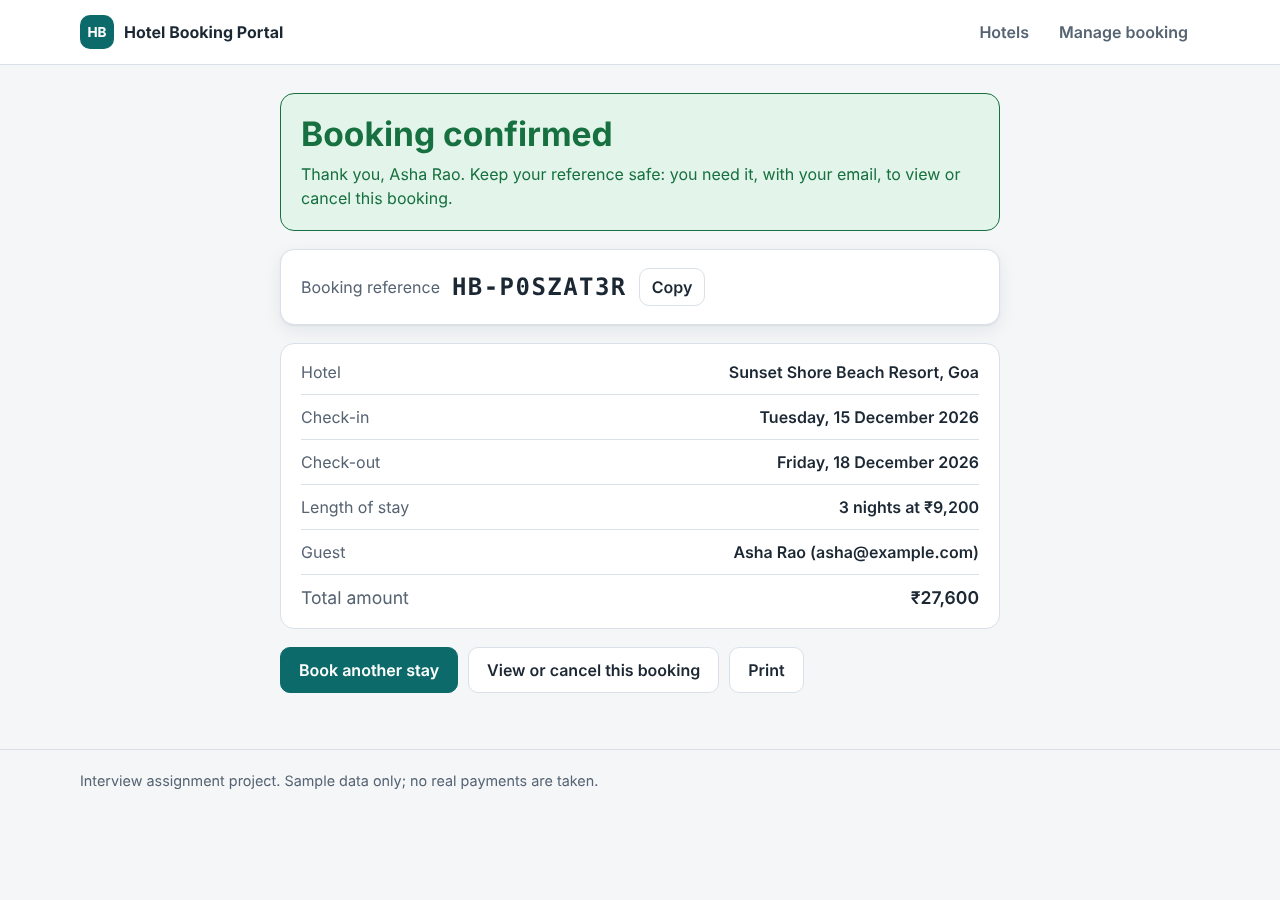 HB Hotel Booking Portal Hotels Manage booking
Booking confirmed
Thank you, Asha Rao. Keep your reference safe: you need it, with your email, to view or
cancel this booking.
Booking reference HB-P0SZAT3R Copy
Hotel Sunset Shore Beach Resort, Goa
Check-in Tuesday, 15 December 2026
Check-out Friday, 18 December 2026
Length of stay 3 nights at ₹9,200
Guest Asha Rao (asha@example.com)
Total amount ₹27,600
Book another stay View or cancel this booking Print
Interview assignment project. Sample data only; no real payments are taken.